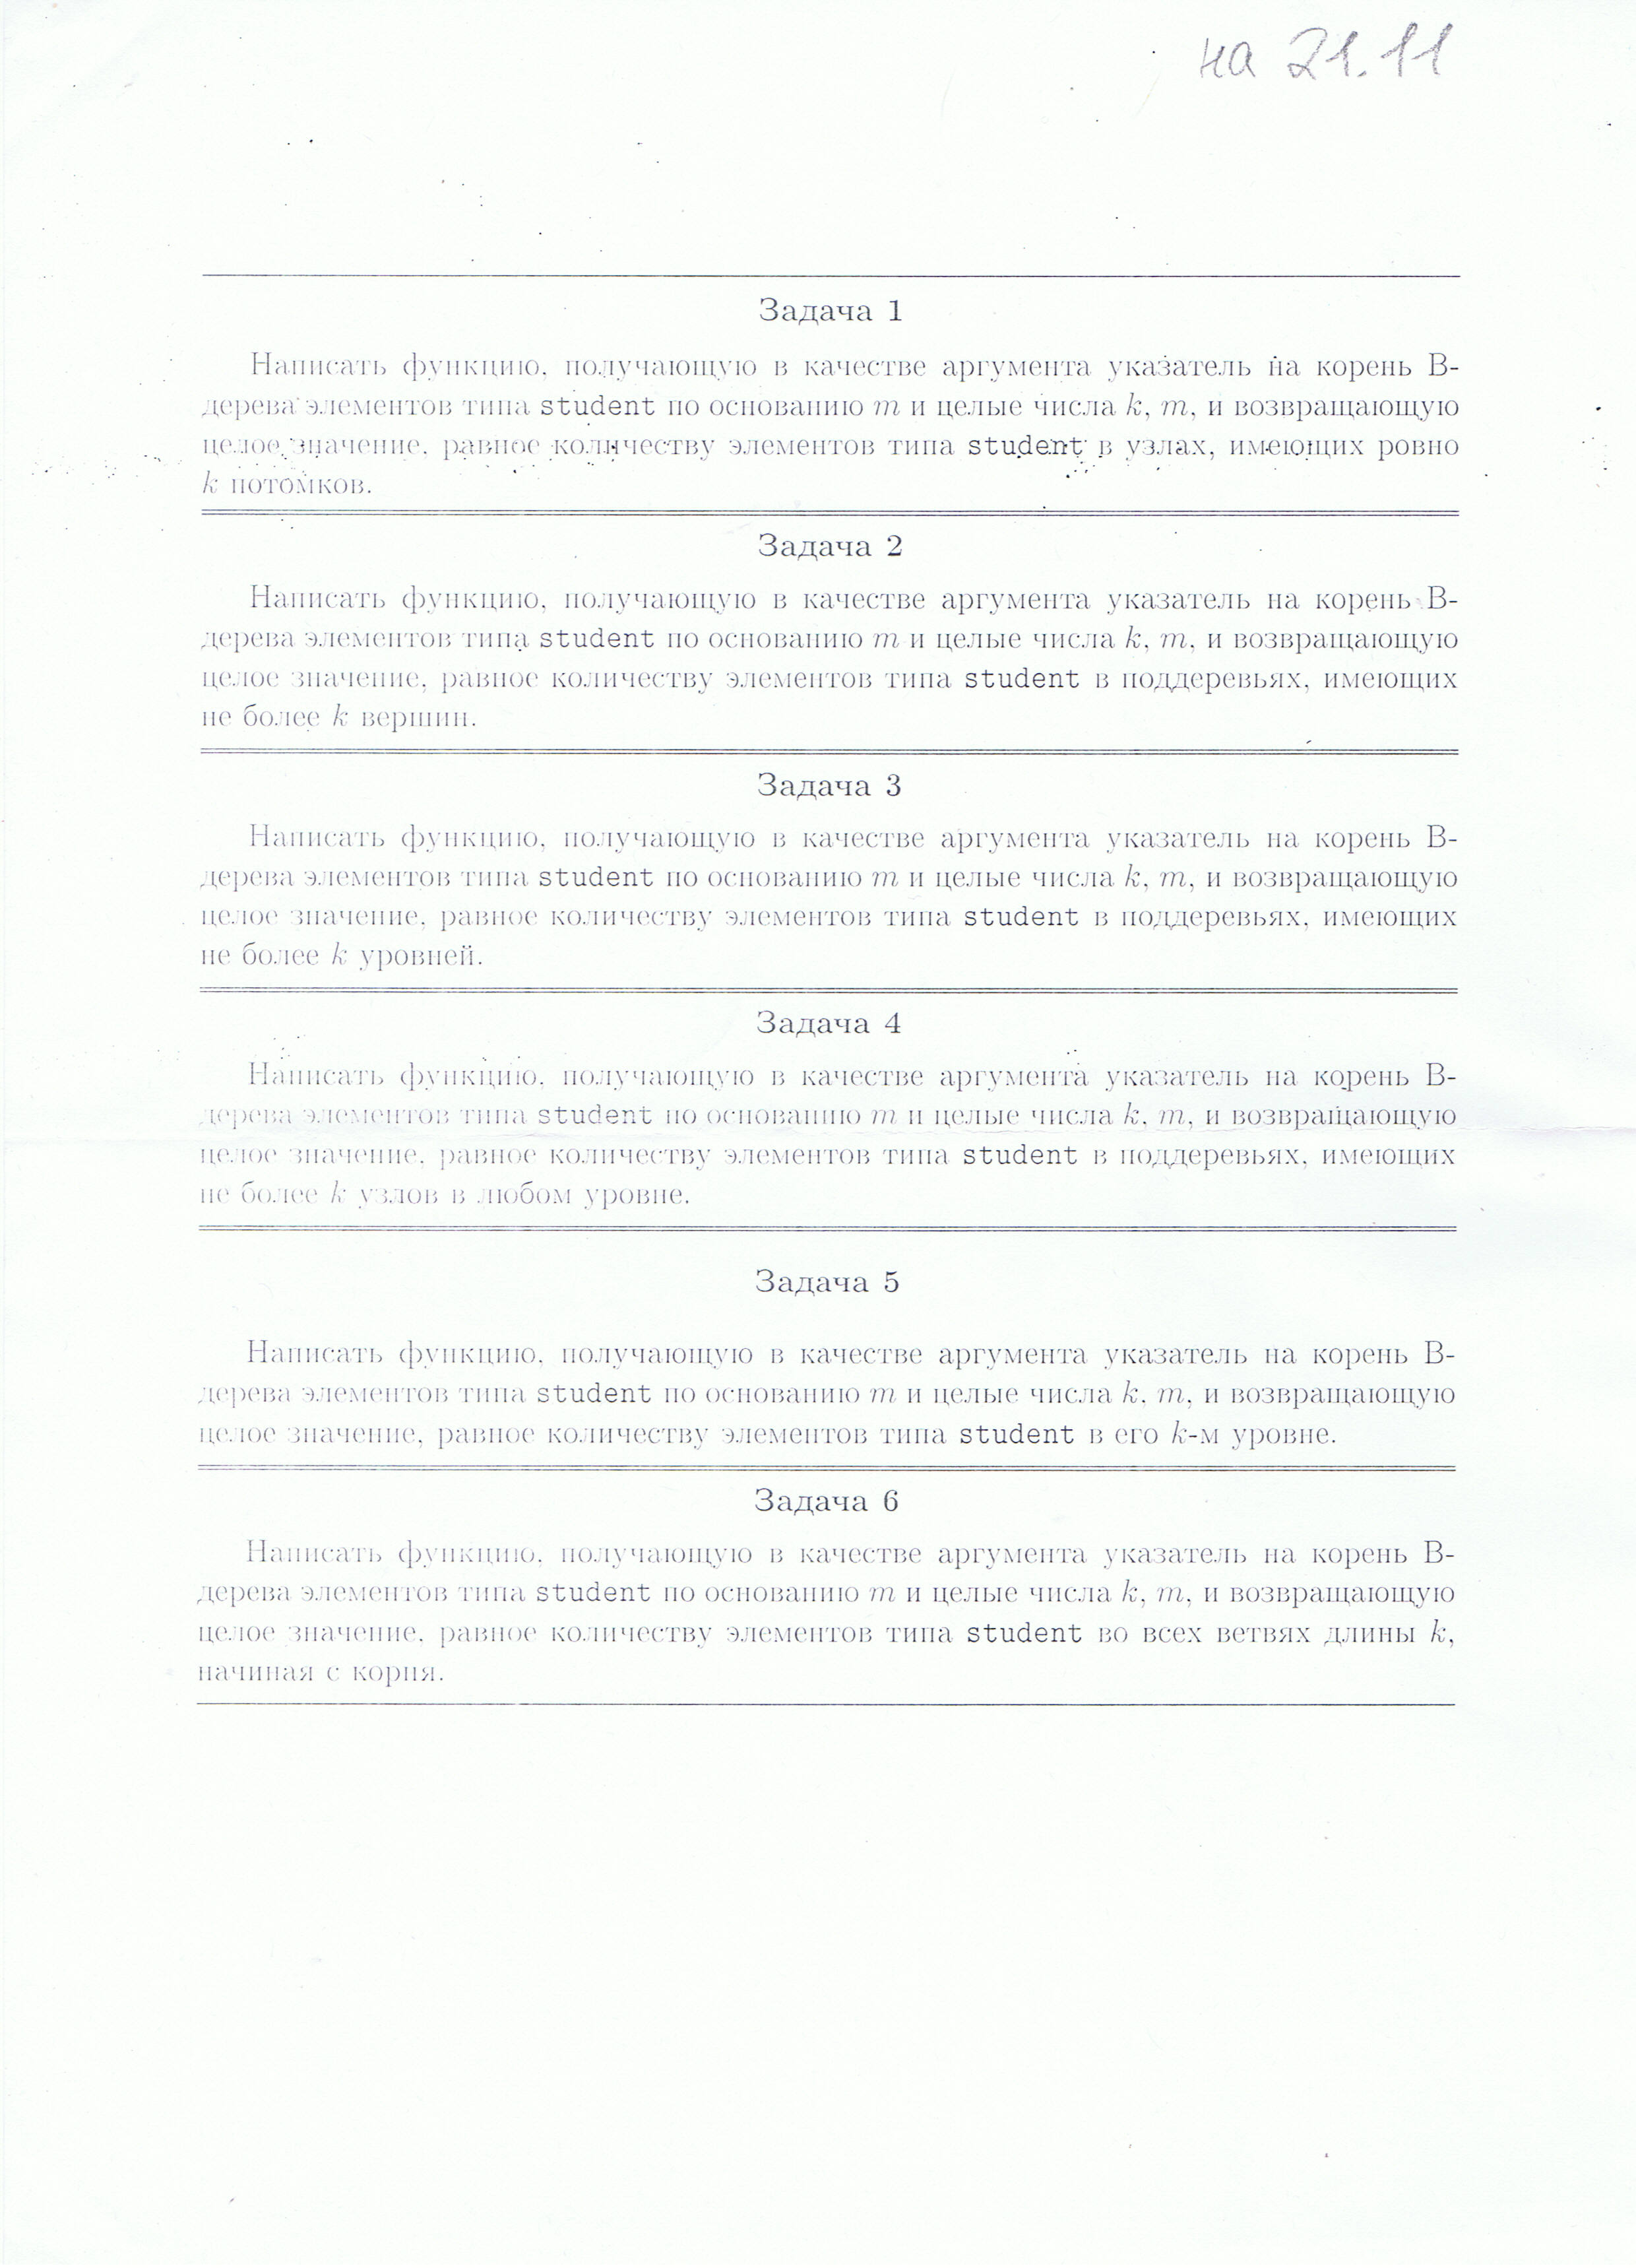 на 21.11
Задача 1
Написать функцию, получающую в качестве аргумента указатель на корень В-
дерева элементов типа student по основанию m и целые числа k, m, и возвращающую
целое значение, равное количеству элементов типа student в узлах, имеющих ровно
k потомков.
Задача 2
Написать функцию, получающую в качестве аргумента указатель на корень В-
дерева элементов типа student по основанию m и целые числа k, m, и возвращающую
целое значение, равное количеству элементов типа student в поддеревьях, имеющих
не более k вершин.
Задача 3
Написать функцию, получающую в качестве аргумента указатель на корень В-
дерева элементов типа student по основанию m и целые числа k, m, и возвращающую
целое значение, равное количеству элементов типа student в поддеревьях, имеющих
не более k уровней.
Задача 4
Написать функцию, получающую в качестве аргумента указатель на корень В-
дерева элементов типа student по основанию m и целые числа k, m, и возвращающую
целое значение, равное количеству элементов типа student в поддеревьях, имеющих
не более k узлов в любом уровне.
Задача 5
Написать функцию, получающую в качестве аргумента указатель на корень В-
дерева элементов типа student по основанию m и целые числа k, m, и возвращающую
целое значение, равное количеству элементов типа student в его k-м уровне.
Задача 6
Написать функцию, получающую в качестве аргумента указатель на корень В-
дерева элементов типа student по основанию m и целые числа k, m, и возвращающую
целое значение, равное количеству элементов типа student во всех ветвях длины k,
начиная с корня.